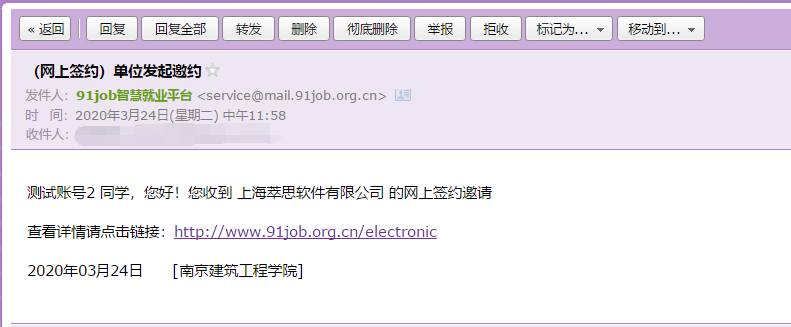 « 返回 回复 回复全部 转发 删除 彻底删除 举报 拒收 标记为... 移动到...
（网上签约）单位发起邀约
发件人：91job智慧就业平台 <service@mail.91job.org.cn>
时 间：2020年3月24日(星期二) 中午11:58
收件人：
测试账号2 同学，您好！您收到 上海萃思软件有限公司 的网上签约邀请
查看详情请点击链接：http://www.91job.org.cn/electronic
2020年03月24日 [南京建筑工程学院]